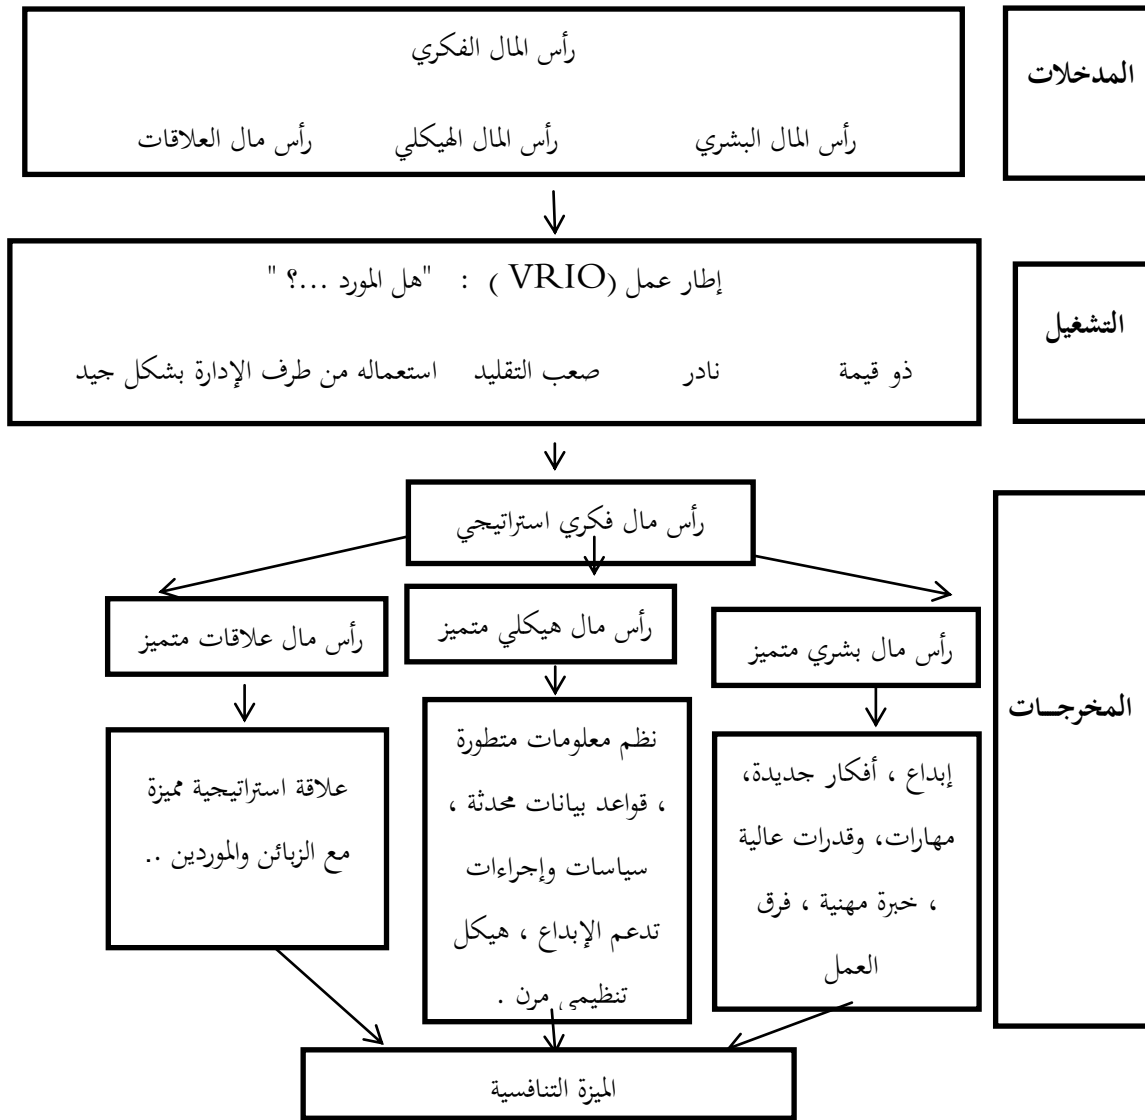 المدخلات
رأس المال الفكري
رأس المال البشري رأس المال الهيكلي رأس مال العلاقات
التشغيل
إطار عمل (VRIO ) : "هل المورد ...؟ "
ذو قيمة نادر صعب التقليد استعماله من طرف الإدارة بشكل جيد
المخرجـــات
رأس مال فكري استراتيجي
رأس مال بشري متميز
رأس مال هيكلي متميز
رأس مال علاقات متميز
إبداع ، أفكار جديدة،
مهارات، وقدرات عالية
، خبرة مهنية ، فرق
العمل
نظم معلومات متطورة
، قواعد بيانات محدثة ،
سياسات وإجراءات
تدعم الإبداع ، هيكل
تنظيمي مرن .
علاقة استراتيجية مميزة
مع الزبائن والموردين ..
الميزة التنافسية